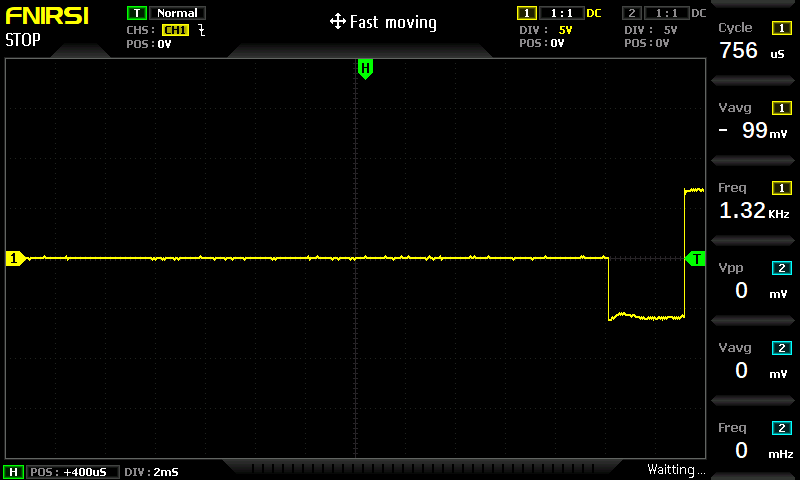 FNIRSI
STOP
T Normal
CHS: CH1
POS:0V
Fast moving
1 1:1 DC
DIV: 5V
POS:0V
2 1:1 DC
DIV: 5V
POS:0V
H
1
T
Cycle 1
756 uS
Vavg 1
- 99 mV
Freq 1
1.32 KHz
Vpp 2
0 mV
Vavg 2
0 mV
Freq 2
0 mHz
H POS: +400uS DIV:2mS
Waitting...